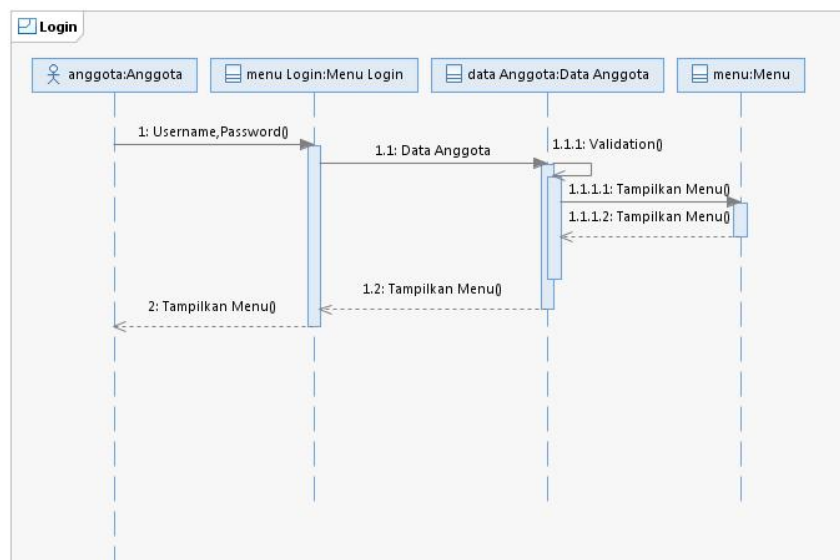 Login
anggota:Anggota
menu Login:Menu Login
data Anggota:Data Anggota
menu:Menu
1: Username,Password()
1.1: Data Anggota
1.1.1: Validation()
1.1.1.1: Tampilkan Menu()
1.1.1.2: Tampilkan Menu()
1.2: Tampilkan Menu()
2: Tampilkan Menu()